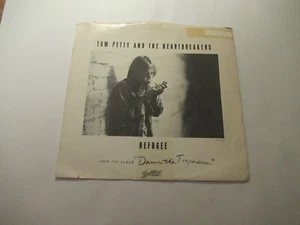 TOM PETTY AND THE HEARTBREAKERS
REFUGEE
FROM THE ALBUM "Damn the Torpedoes"